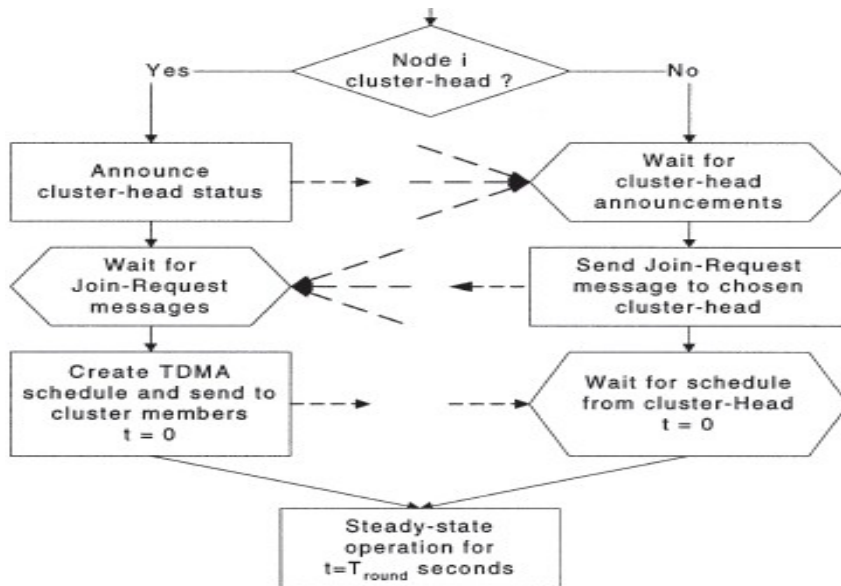 Node i
cluster-head ?
Yes
No
Announce
cluster-head status
Wait for
cluster-head
announcements
Wait for
Join-Request
messages
Send Join-Request
message to chosen
cluster-head
Create TDMA
schedule and send to
cluster members
t = 0
Wait for schedule
from cluster-Head
t = 0
Steady-state
operation for
t=Tround seconds